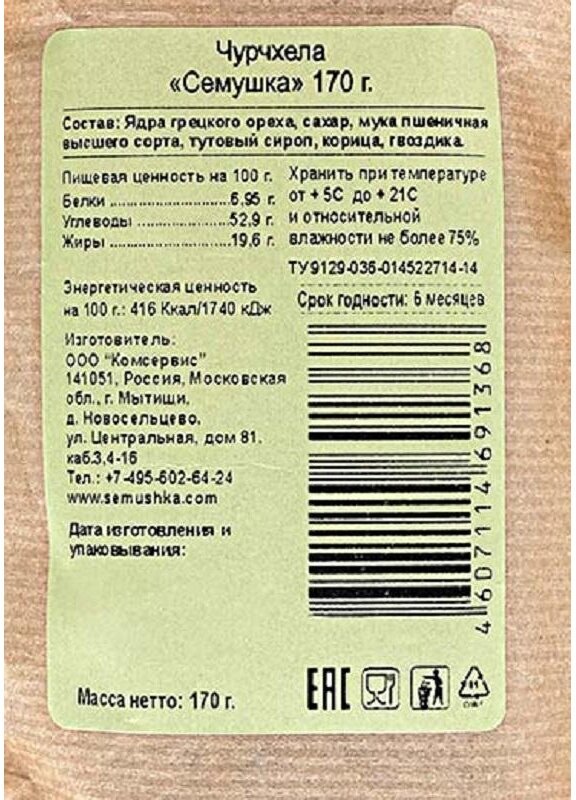 Чурчхела
«Семушка» 170 г.
Состав: Ядра грецкого ореха, сахар, мука пшеничная
высшего сорта, тутовый сироп, корица, гвоздика.
Пищевая ценность на 100 г.
Белки ................ 6,95 г.
Углеводы ............ 52,9 г.
Жиры ................ 19,6 г.
Энергетическая ценность
на 100 г.: 416 Ккал/1740 кДж
Изготовитель:
ООО "Комсервис"
141051, Россия, Московская
обл., г. Мытищи,
д. Новосельцево,
ул. Центральная, дом 81.
каб.3,4-16
Тел.: +7-495-602-64-24
www.semushka.com
Дата изготовления и
упаковывания:
Масса нетто: 170 г.
Хранить при температуре
от + 5С до + 21С
и относительной
влажности не более 75%
ТУ9129-036-014522714-14
Срок годности: 6 месяцев
4607114691368
ЕАС